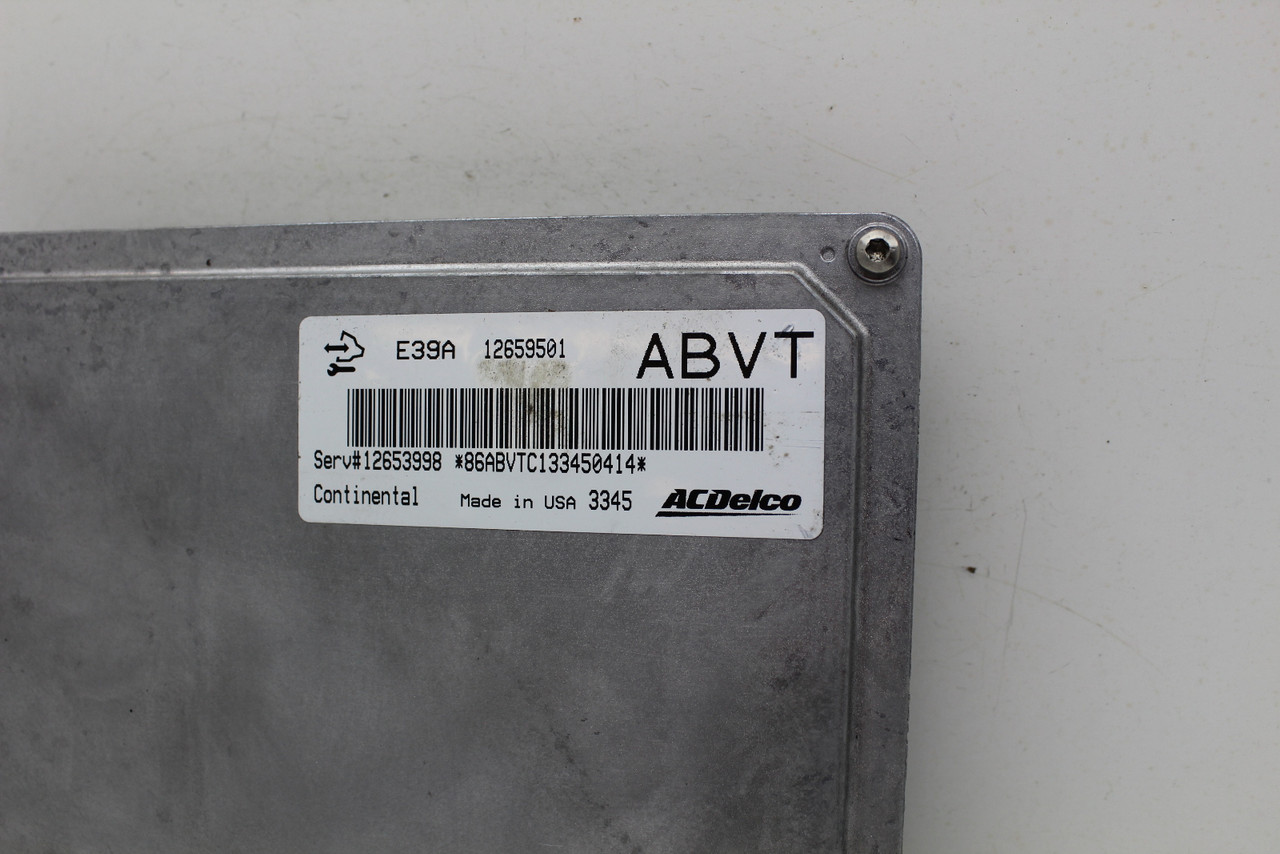 E39A 12659501 ABVT
Serv#12653998 *86ABVTC133450414*
Continental Made in USA 3345 ACDelco